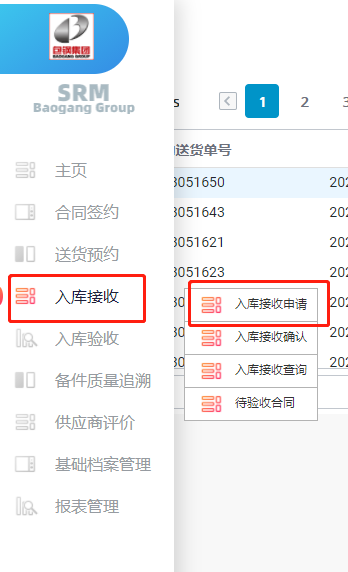 包钢集团
BAOGANG GROUP
SRM
Baogang Group
主页
合同签约
送货预约
入库接收
入库验收
备件质量追溯
供应商评价
基础档案管理
报表管理
s
1
2
3
送货单号
3051650
202
3051643
202
3051621
202
3051623
202
202
202
202
入库接收申请
入库接收确认
入库接收查询
待验收合同